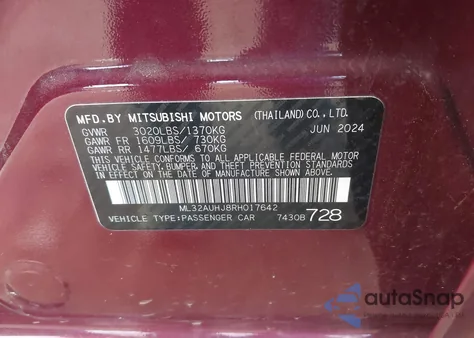 MFD.BY MITSUBISHI MOTORS (THAILAND)CO.,LTD.
GVWR 3020LBS/1370KG JUN 2024
GAWR FR 1609LBS/ 730KG
GAWR RR 1477LBS/ 670KG
THIS VEHICLE CONFORMS TO ALL APPLICABLE
FEDERAL MOTOR VEHICLE SAFETY, BUMPER,
AND THEFT PREVENTION STANDARDS
IN EFFECT ON THE DATE OF
MANUFACTURE SHOWN ABOVE.
ML32AUHJ8RH017642
VEHICLE TYPE:PASSENGER CAR 7430B 728
autoSnap